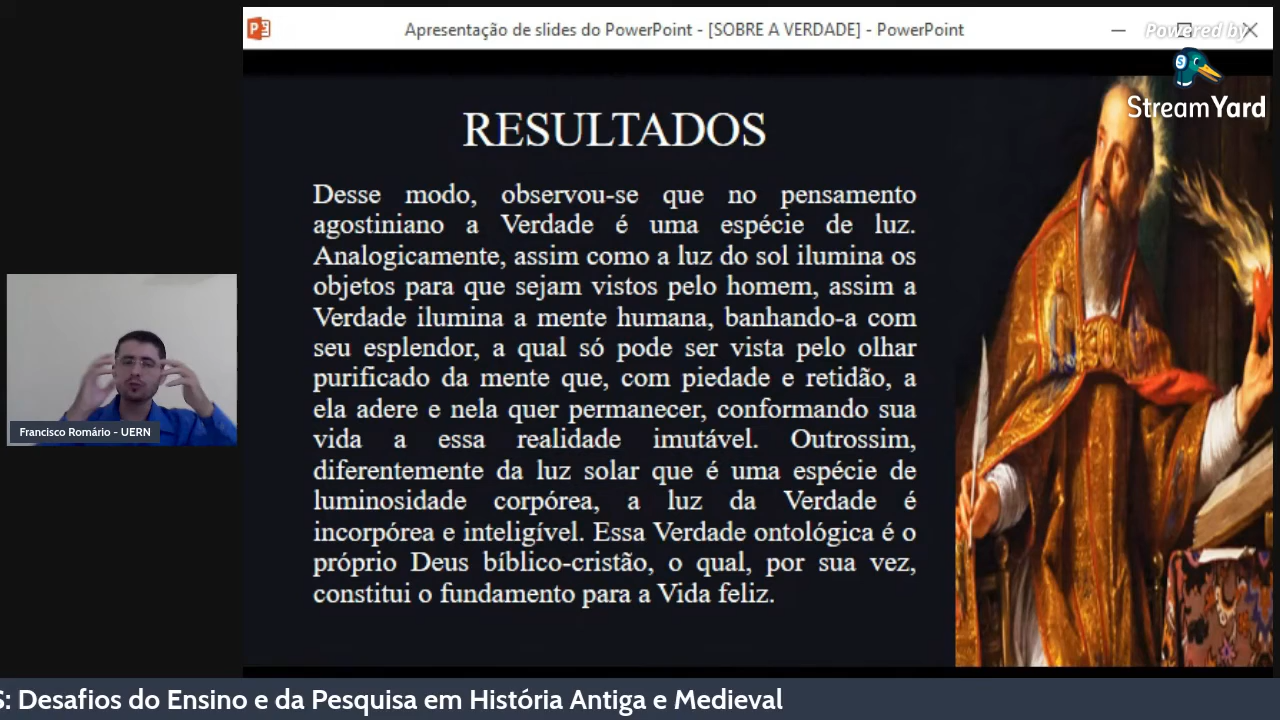 Apresentação de slides do PowerPoint - [SOBRE A VERDADE] - PowerPoint
Powered by
StreamYard
RESULTADOS
Desse modo, observou-se que no pensamento
agostiniano a Verdade é uma espécie de luz.
Analogicamente, assim como a luz do sol ilumina os
objetos para que sejam vistos pelo homem, assim a
Verdade ilumina a mente humana, banhando-a com
seu esplendor, a qual só pode ser vista pelo olhar
purificado da mente que, com piedade e retidão, a
ela adere e nela quer permanecer, conformando sua
vida a essa realidade imutável. Outrossim,
diferentemente da luz solar que é uma espécie de
luminosidade corpórea, a luz da Verdade é
incorpórea e inteligível. Essa Verdade ontológica é o
próprio Deus bíblico-cristão, o qual, por sua vez,
constitui o fundamento para a Vida feliz.
Francisco Romário - UERN
S: Desafios do Ensino e da Pesquisa em História Antiga e Medieval